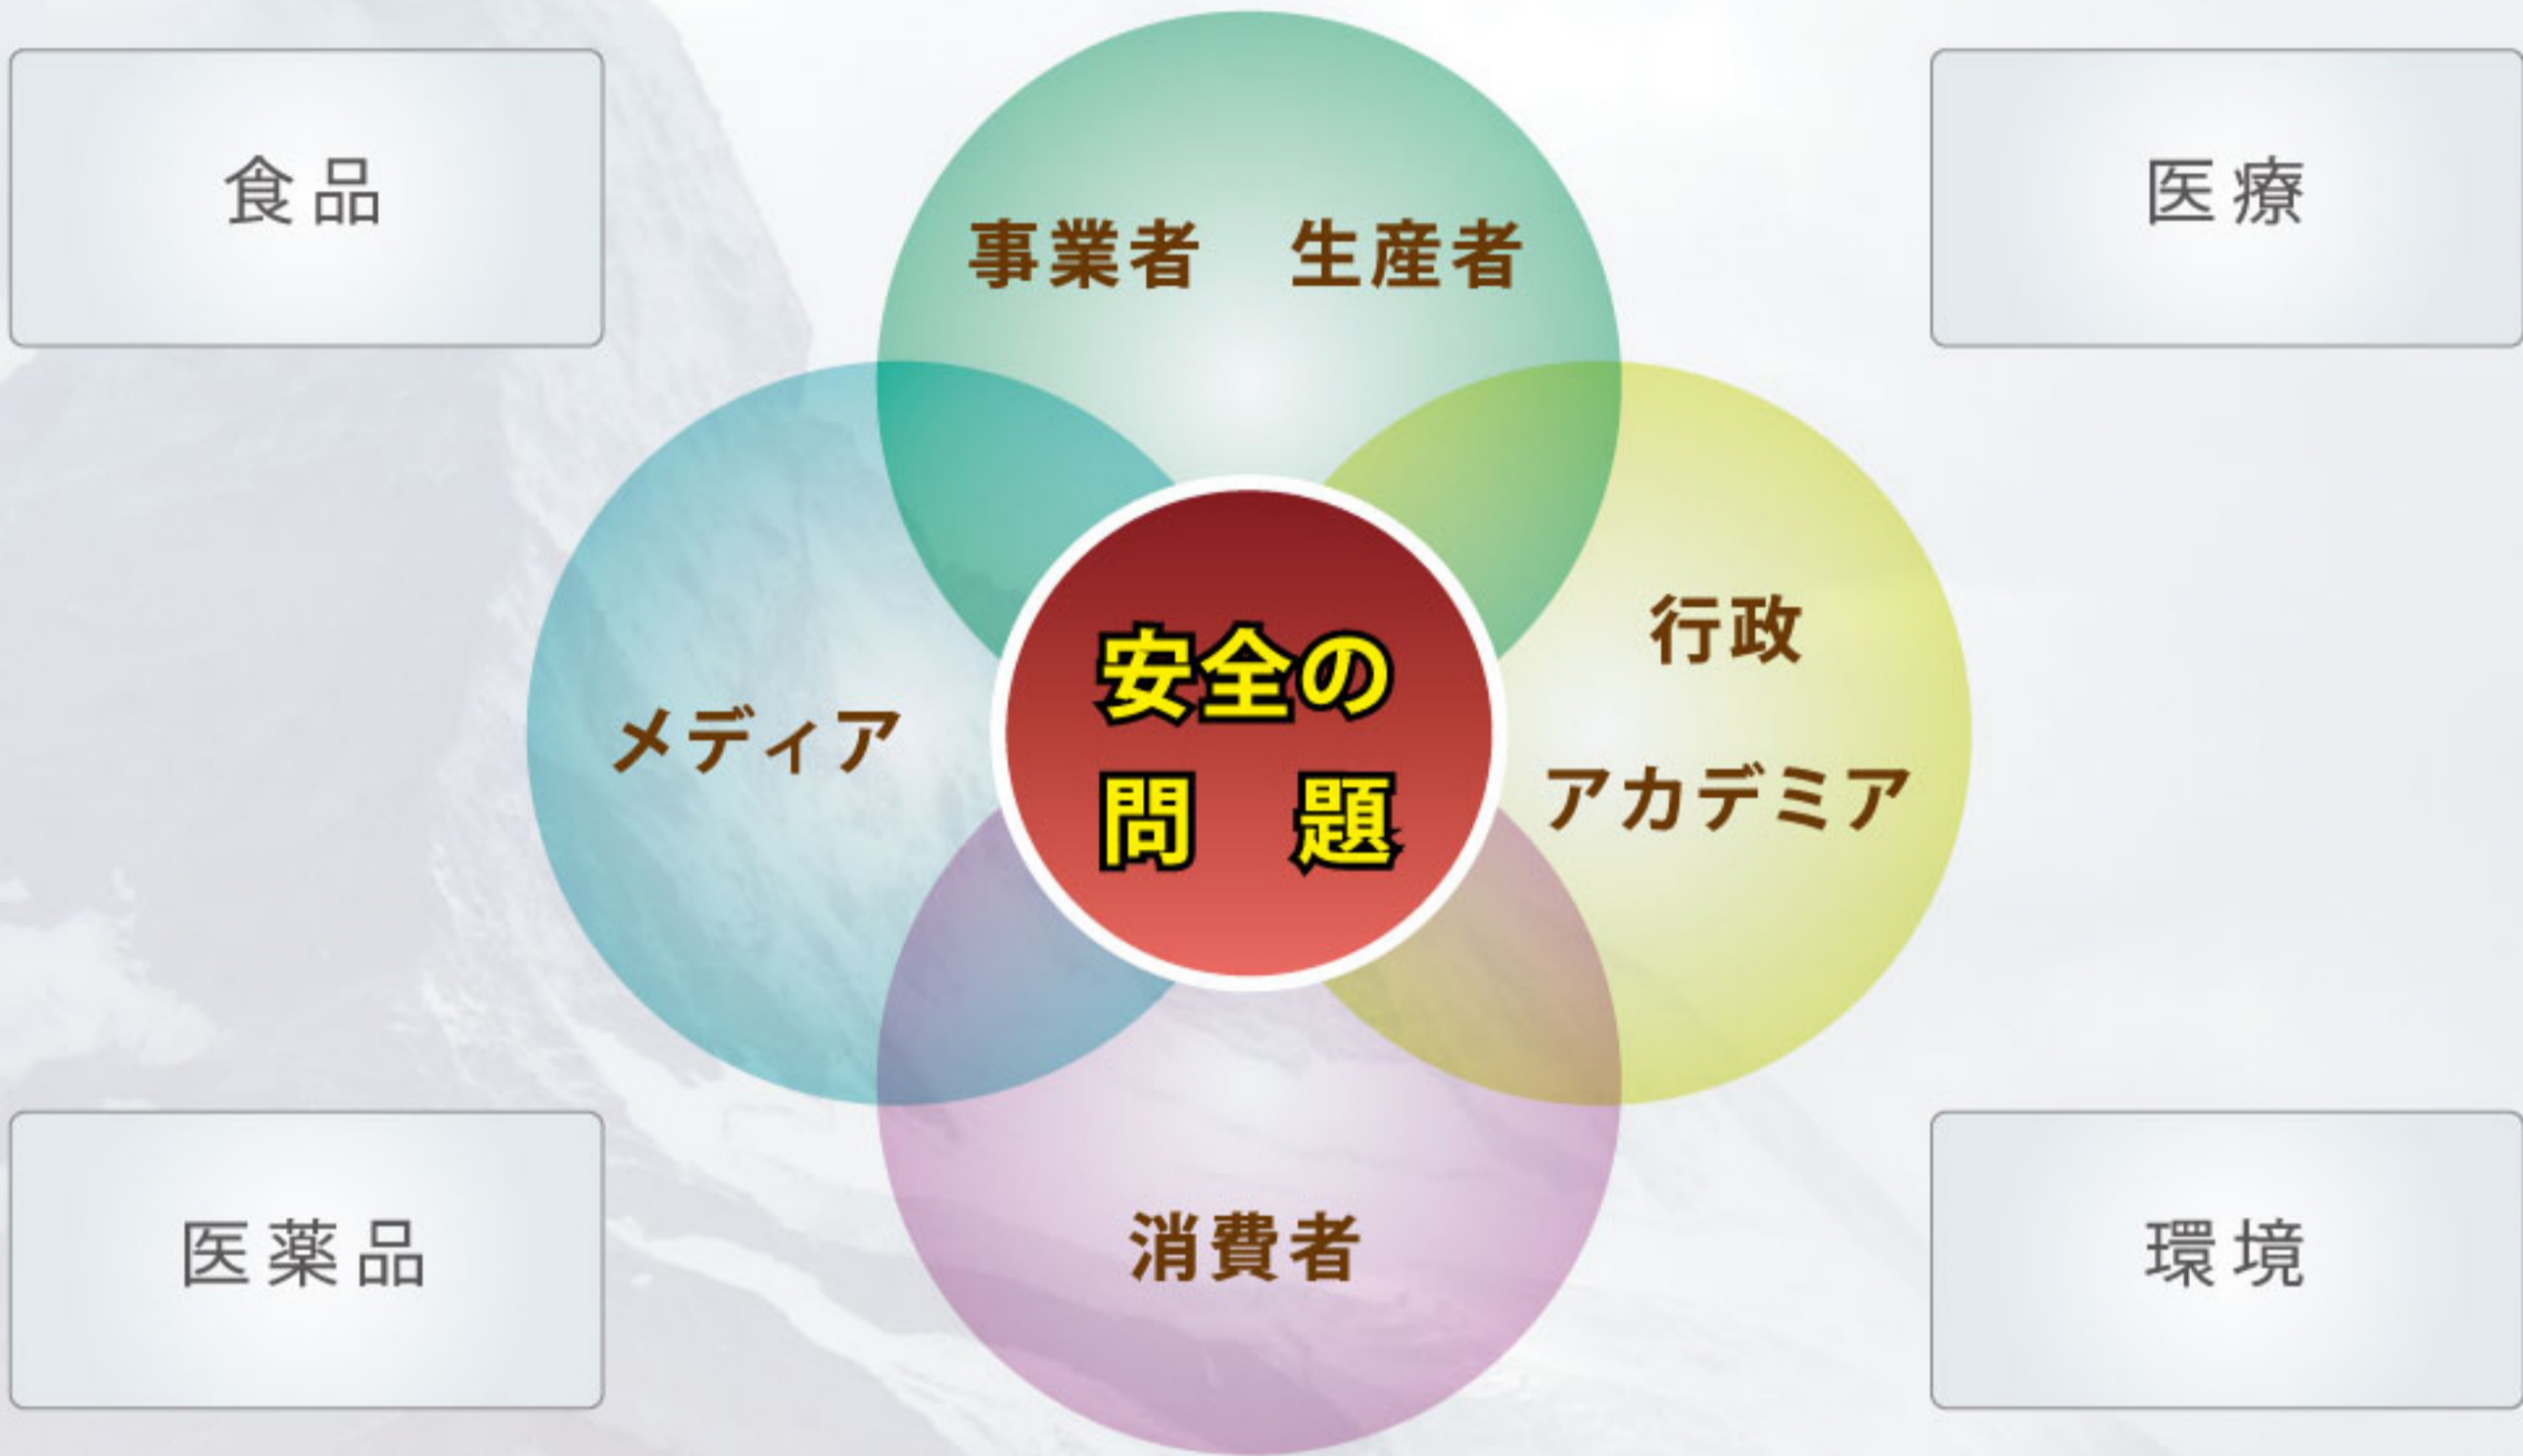 食品
医療
事業者　生産者
行政
メディア
アカデミア
安全の
問　題
消費者
医薬品
環境